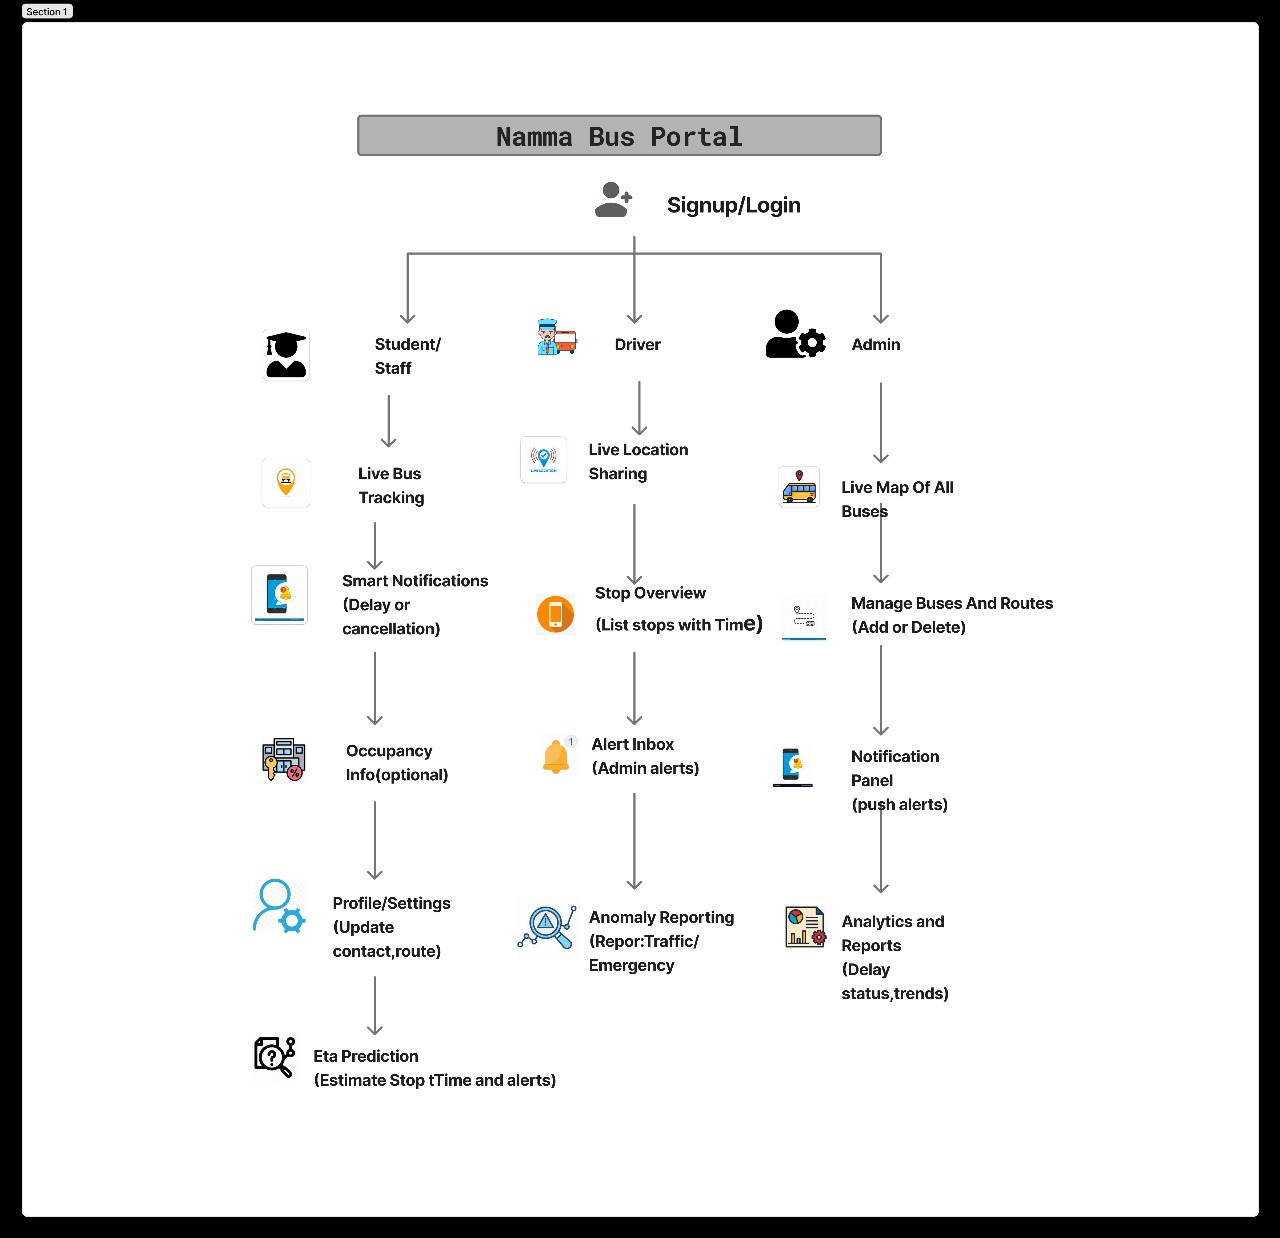 Section 1
Namma Bus Portal
Signup/Login
Student/
Staff
Live Bus
Tracking
Smart Notifications
(Delay or
cancellation)
Occupancy
Info(optional)
Profile/Settings
(Update
contact,route)
Eta Prediction
(Estimate Stop tTime and alerts)
Driver
LIVE LOCATION
Live Location
Sharing
Stop Overview
(List stops with Time)
1
Alert Inbox
(Admin alerts)
Anomaly Reporting
(Repor:Traffic/
Emergency
Admin
Live Map Of All
Buses
Manage Buses And Routes
(Add or Delete)
Notification
Panel
(push alerts)
Analytics and
Reports
(Delay
status,trends)